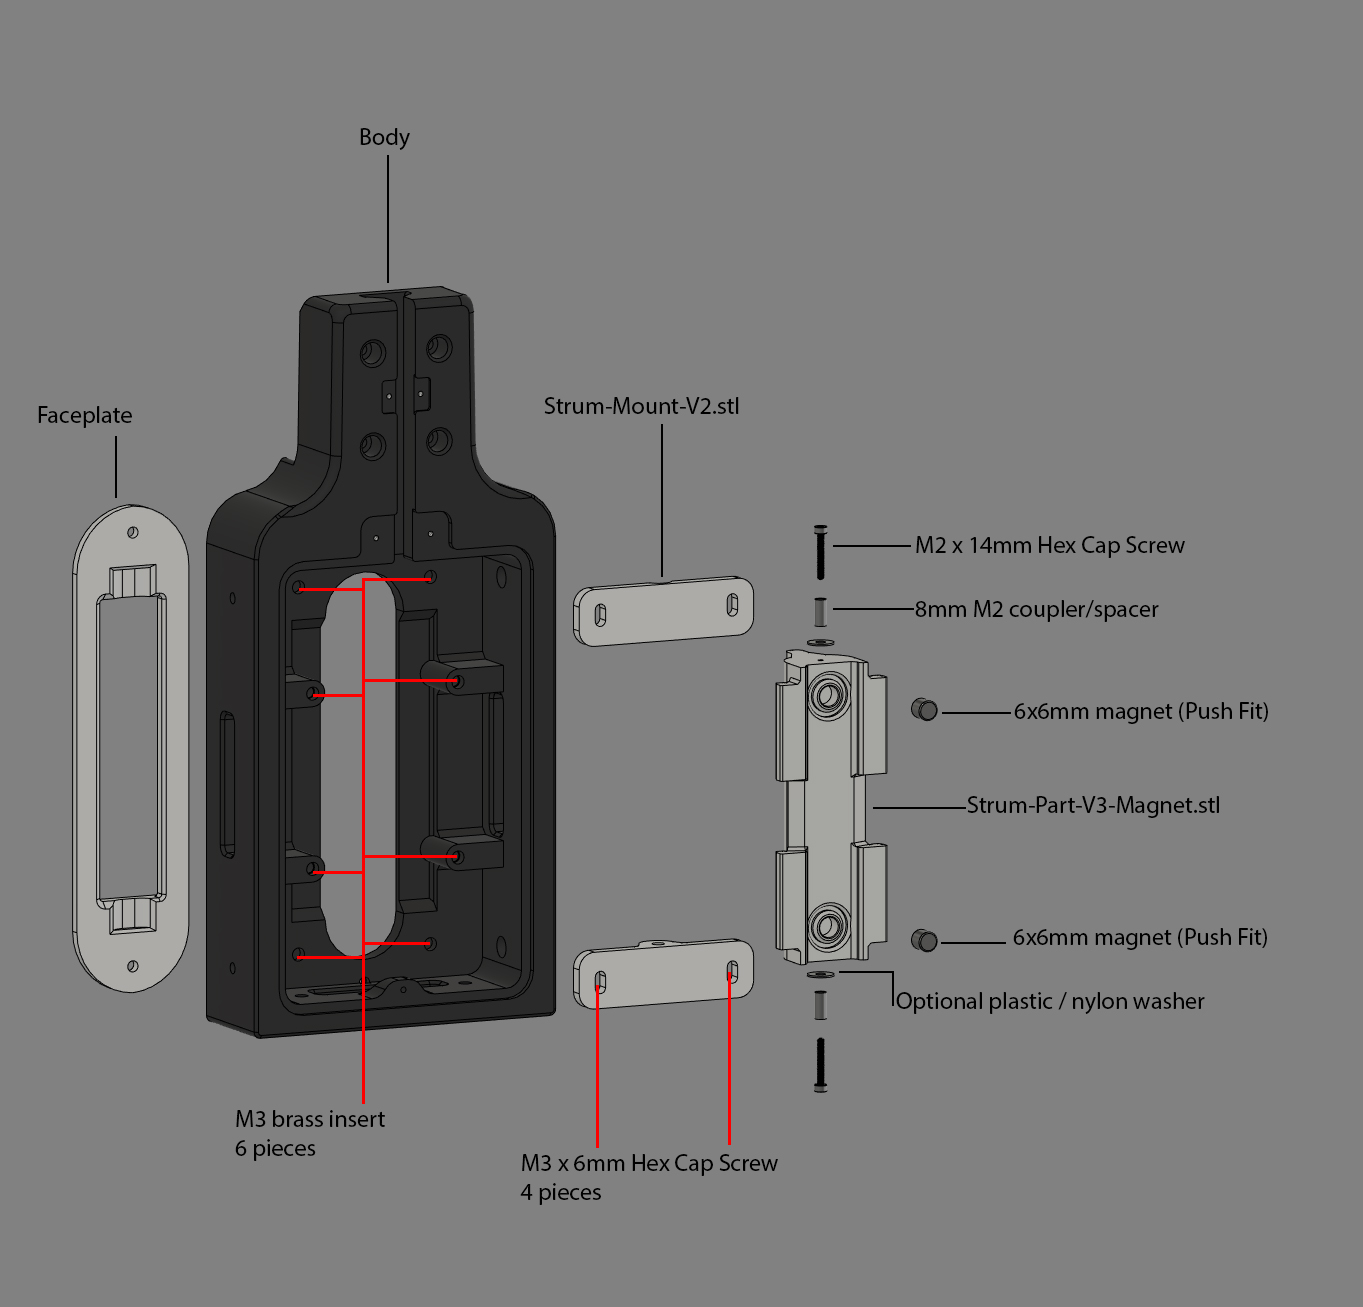 Body
Faceplate
Strum-Mount-V2.stl
M2 x 14mm Hex Cap Screw
8mm M2 coupler/spacer
6x6mm magnet (Push Fit)
Strum-Part-V3-Magnet.stl
6x6mm magnet (Push Fit)
Optional plastic / nylon washer
M3 brass insert
6 pieces
M3 x 6mm Hex Cap Screw
4 pieces